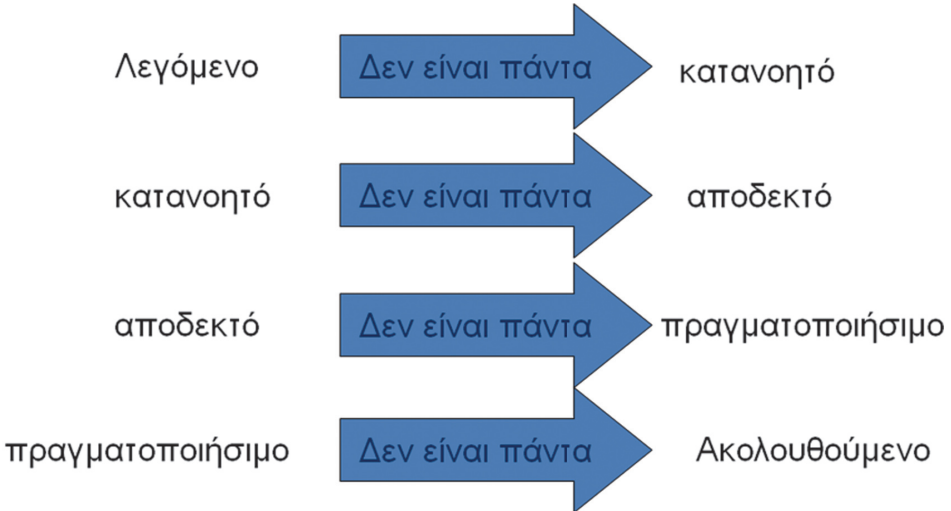 Λεγόμενο Δεν είναι πάντα κατανοητό
κατανοητό Δεν είναι πάντα αποδεκτό
αποδεκτό Δεν είναι πάντα πραγματοποιήσιμο
πραγματοποιήσιμο Δεν είναι πάντα Ακολουθούμενο